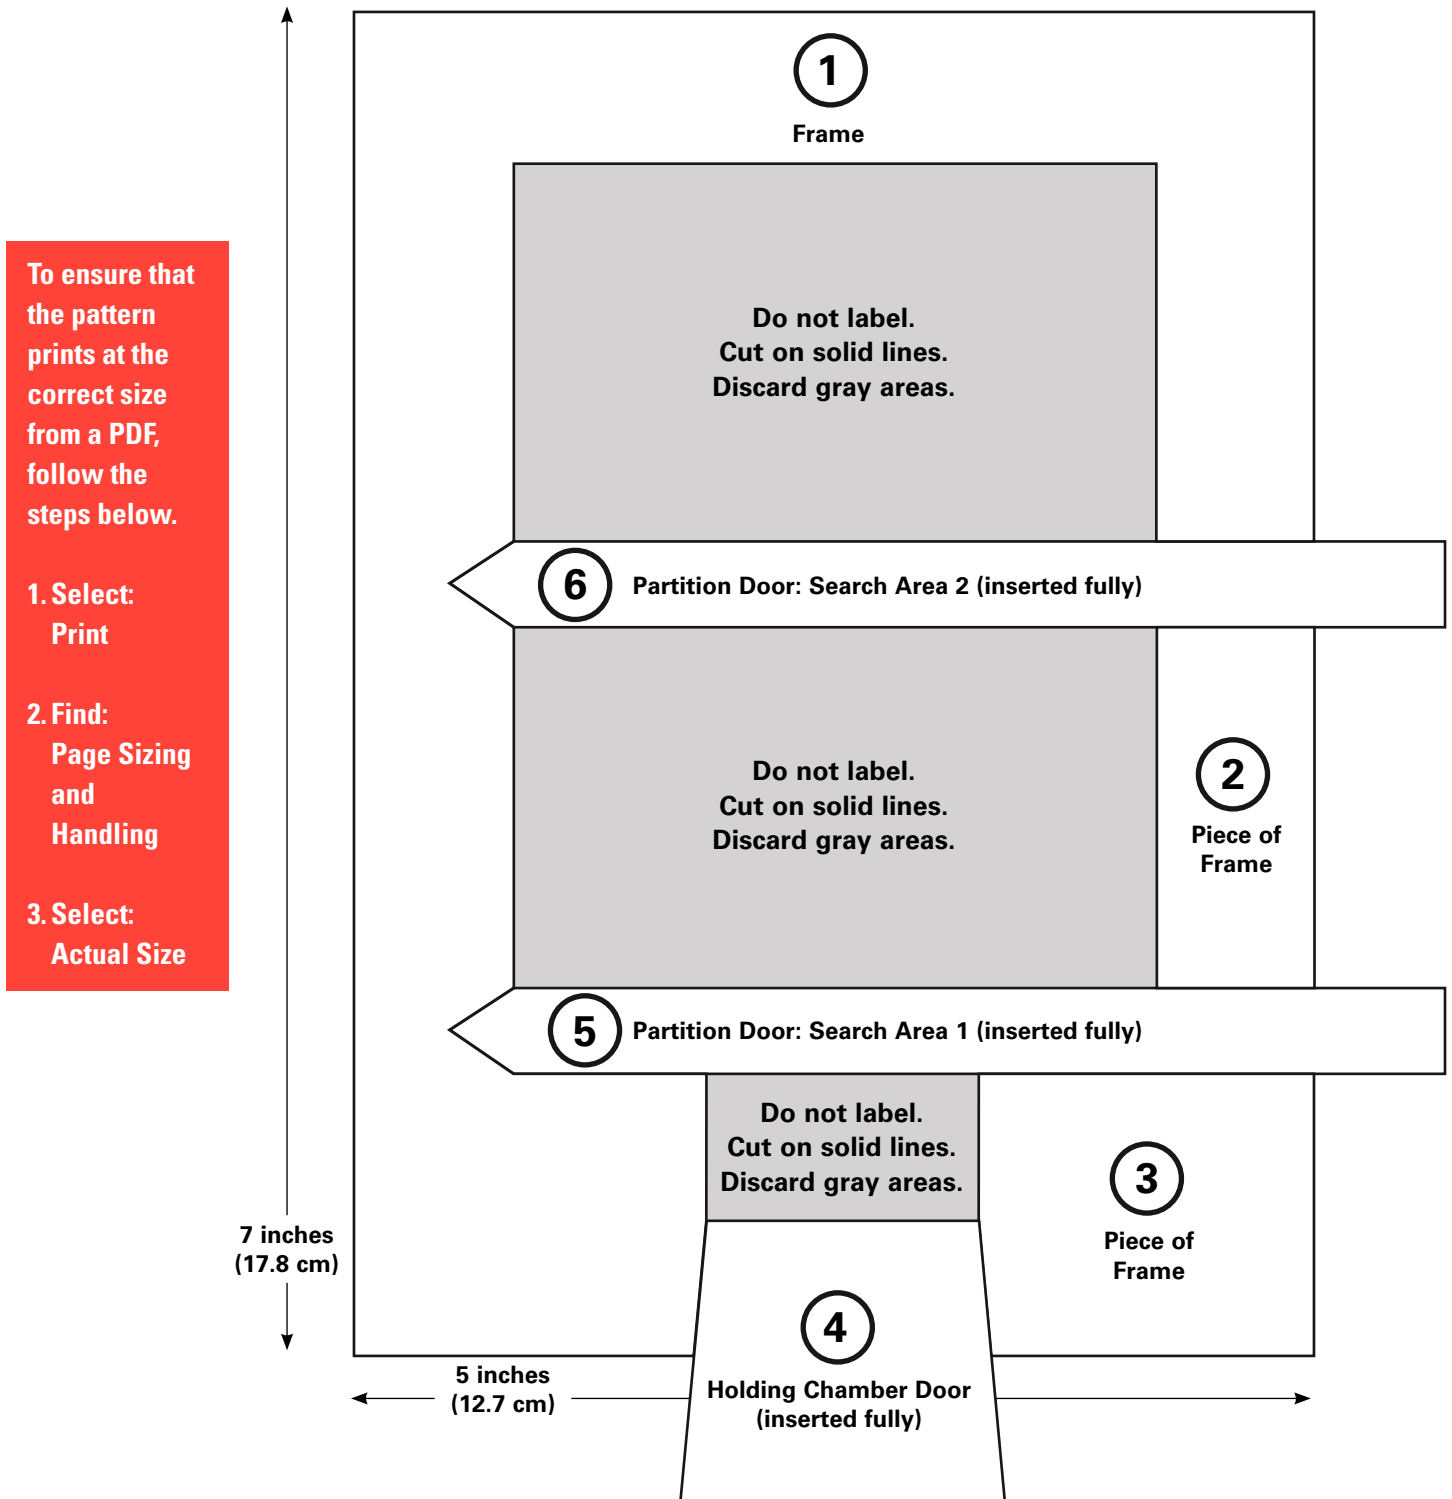 To ensure that
the pattern
prints at the
correct size
from a PDF,
follow the
steps below.
1. Select:
Print
2. Find:
Page Sizing
and
Handling
3. Select:
Actual Size
7 inches
(17.8 cm)
1
Frame
Do not label.
Cut on solid lines.
Discard gray areas.
6 Partition Door: Search Area 2 (inserted fully)
Do not label.
Cut on solid lines.
Discard gray areas.
2
Piece of
Frame
5 Partition Door: Search Area 1 (inserted fully)
Do not label.
Cut on solid lines.
Discard gray areas.
3
Piece of
Frame
4
Holding Chamber Door
(inserted fully)
5 inches
(12.7 cm)